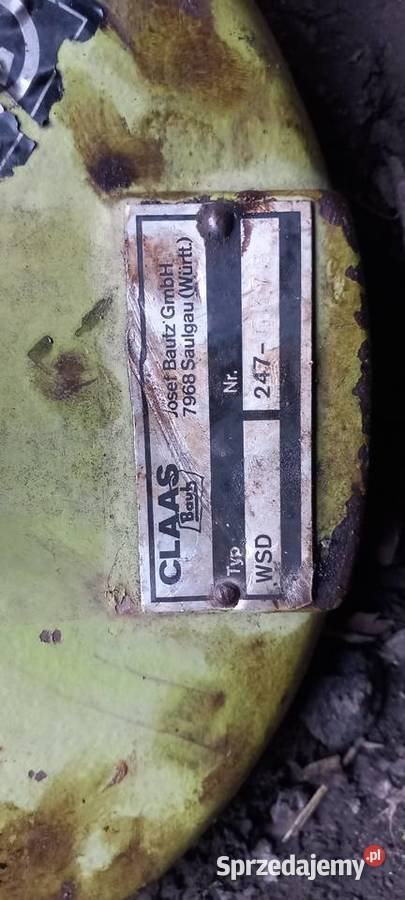 CLAAS
Bautz
Josef Bautz GmbH
7968 Saulgau (Württ.)
Typ Nr.
WSD 247-
Sprzedajemy.pl